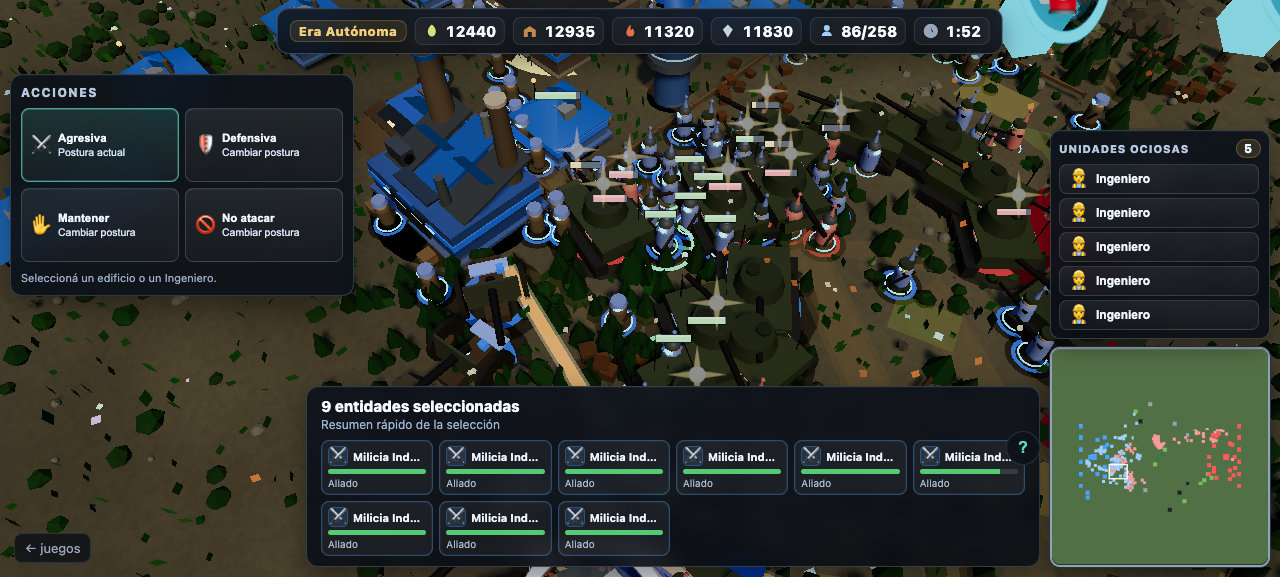 Era Autónoma 12440 12935 11320 11830 86/258 1:52
ACCIONES
Agresiva
Postura actual
Defensiva
Cambiar postura
Mantener
Cambiar postura
No atacar
Cambiar postura
Seleccioná un edificio o un Ingeniero.
UNIDADES OCIOSAS 5
Ingeniero
Ingeniero
Ingeniero
Ingeniero
Ingeniero
9 entidades seleccionadas
Resumen rápido de la selección
?
Milicia Ind...
Aliado
Milicia Ind...
Aliado
Milicia Ind...
Aliado
Milicia Ind...
Aliado
Milicia Ind...
Aliado
Milicia Ind...
Aliado
Milicia Ind...
Aliado
Milicia Ind...
Aliado
Milicia Ind...
Aliado
← juegos